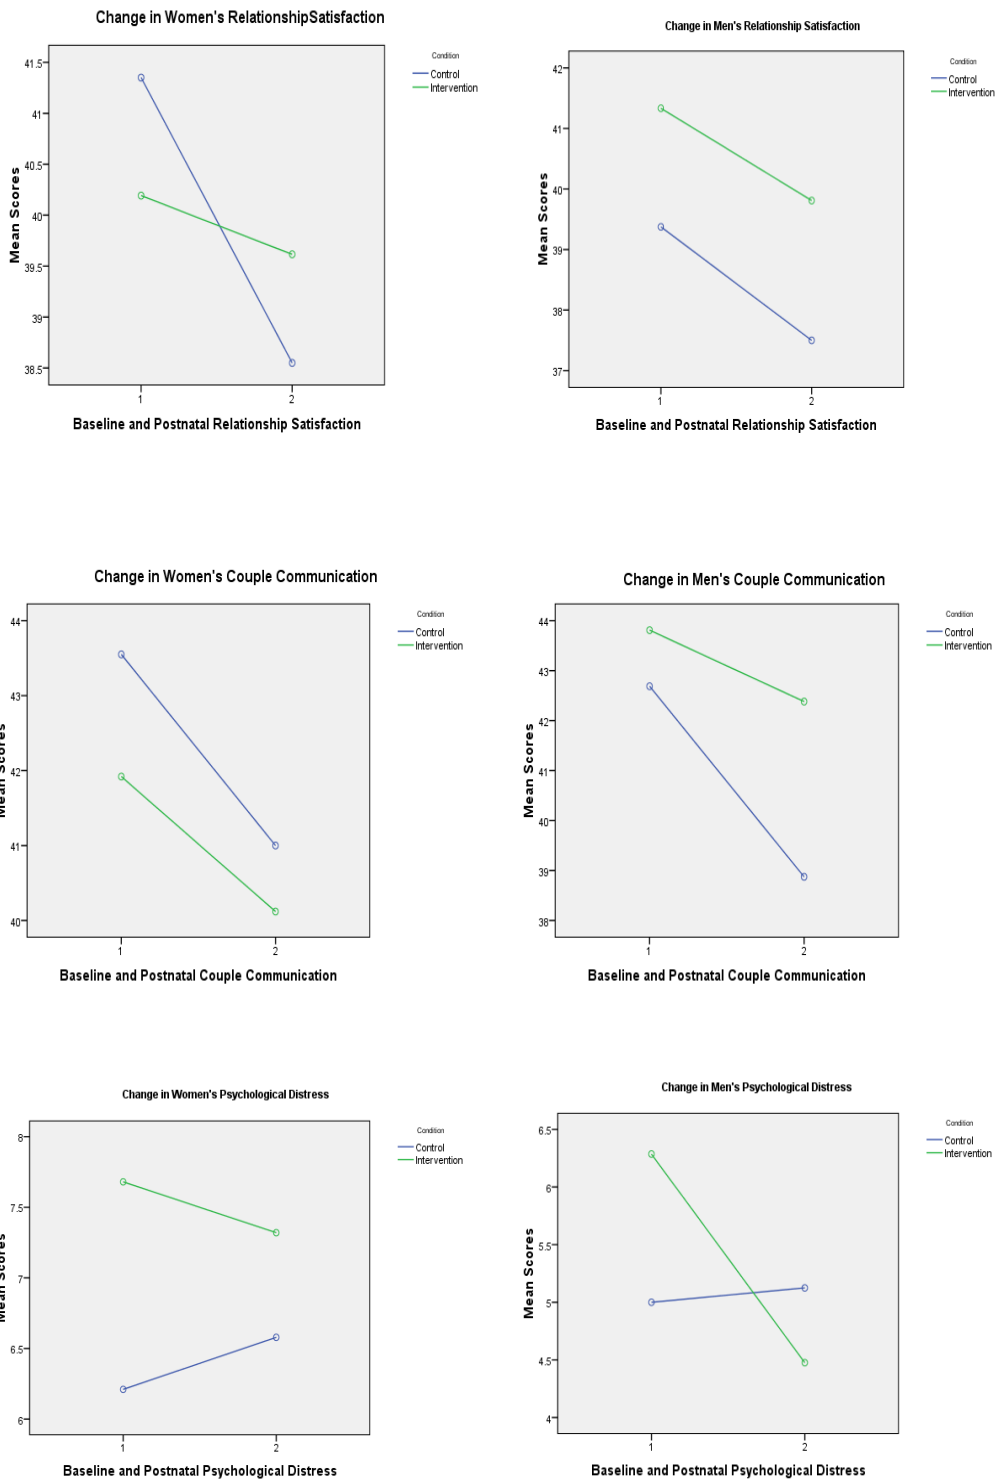 Change in Women's RelationshipSatisfaction
Condition
Control
Intervention
Mean Scores
41.5
41
40.5
40
39.5
39
38.5
1
2
Baseline and Postnatal Relationship Satisfaction
Change in Men's Relationship Satisfaction
Condition
Control
Intervention
Mean Scores
42
41
40
39
38
37
1
2
Baseline and Postnatal Relationship Satisfaction
Change in Women's Couple Communication
Condition
Control
Intervention
Mean Scores
44
43
42
41
40
1
2
Baseline and Postnatal Couple Communication
Change in Men's Couple Communication
Condition
Control
Intervention
Mean Scores
44
43
42
41
40
39
38
1
2
Baseline and Postnatal Couple Communication
Change in Women's Psychological Distress
Condition
Control
Intervention
Mean Scores
8
7.5
7
6.5
6
1
2
Baseline and Postnatal Psychological Distress
Change in Men's Psychological Distress
Condition
Control
Intervention
Mean Scores
6.5
6
5.5
5
4.5
4
1
2
Baseline and Postnatal Psychological Distress